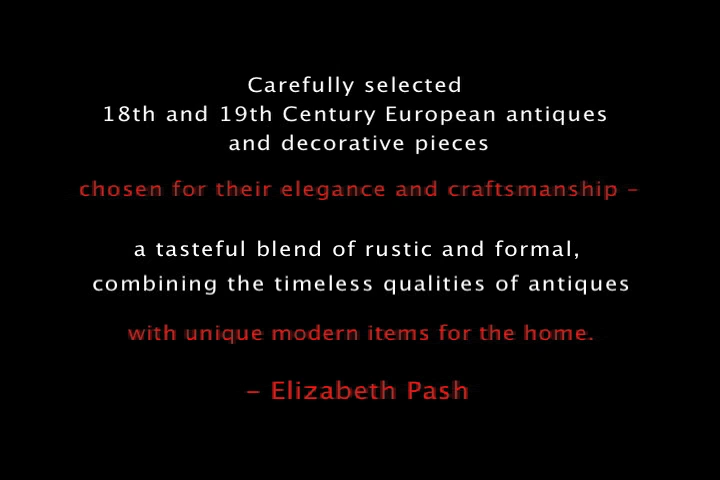 Carefully selected
18th and 19th Century European antiques
and decorative pieces
chosen for their elegance and craftsmanship –
a tasteful blend of rustic and formal,
combining the timeless qualities of antiques
with unique modern items for the home.
– Elizabeth Pash